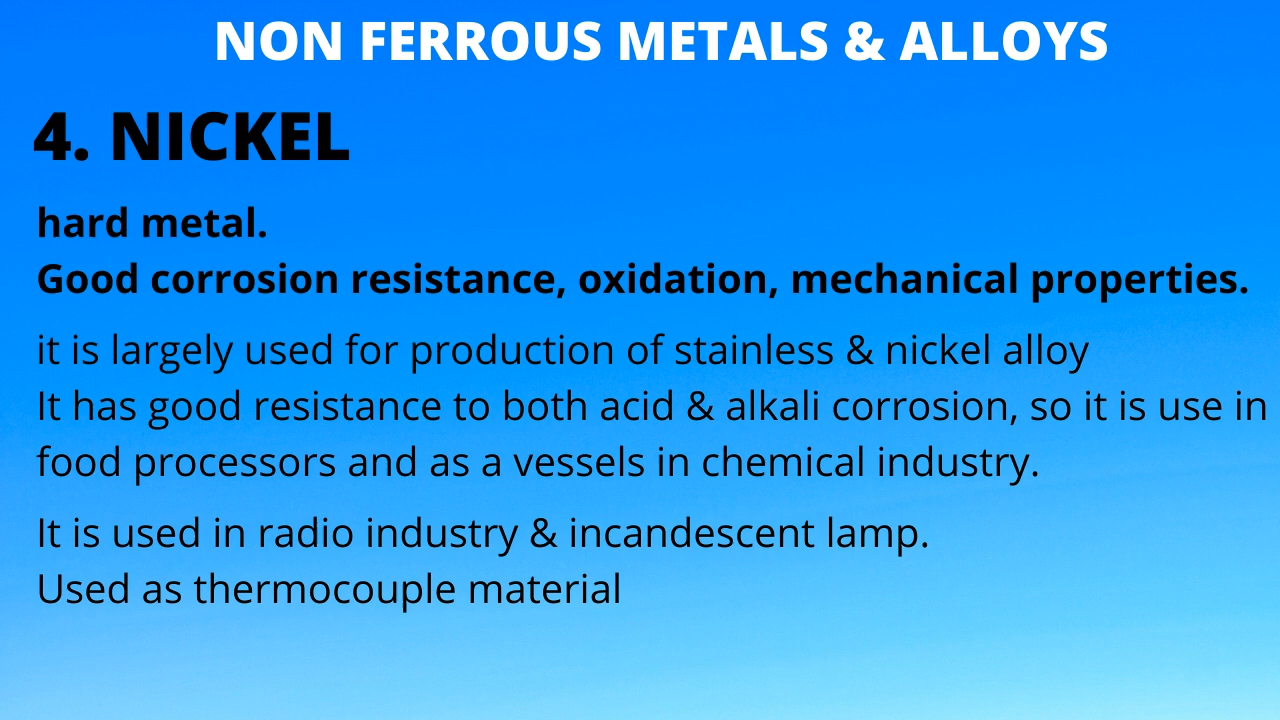 NON FERROUS METALS & ALLOYS
4. NICKEL
hard metal.
Good corrosion resistance, oxidation, mechanical properties.
it is largely used for production of stainless & nickel alloy
It has good resistance to both acid & alkali corrosion, so it is use in
food processors and as a vessels in chemical industry.
It is used in radio industry & incandescent lamp.
Used as thermocouple material